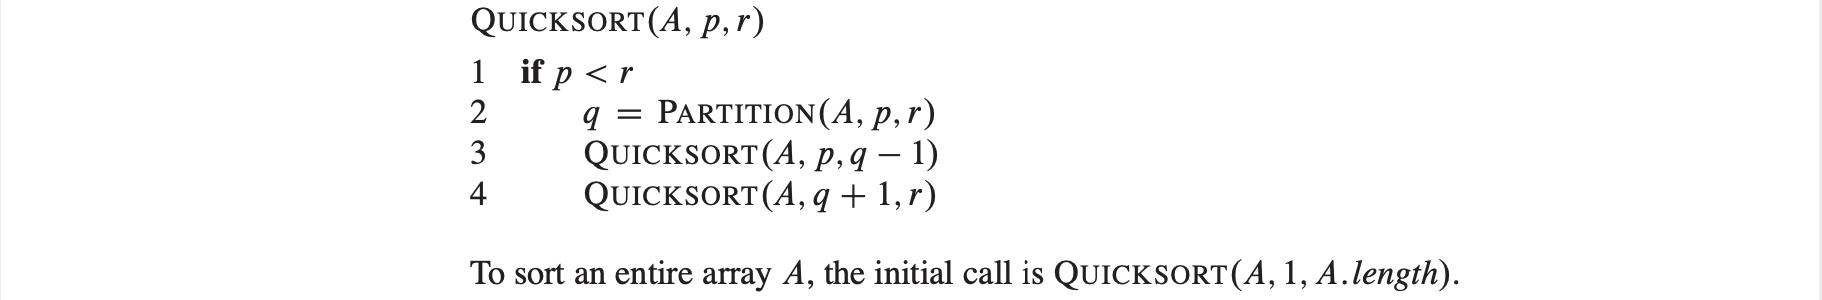 QUICKSORT(A, p, r)
1 if p < r
2 q = PARTITION(A, p, r)
3 QUICKSORT(A, p, q − 1)
4 QUICKSORT(A, q + 1, r)
To sort an entire array A, the initial call is QUICKSORT(A, 1, A.length).